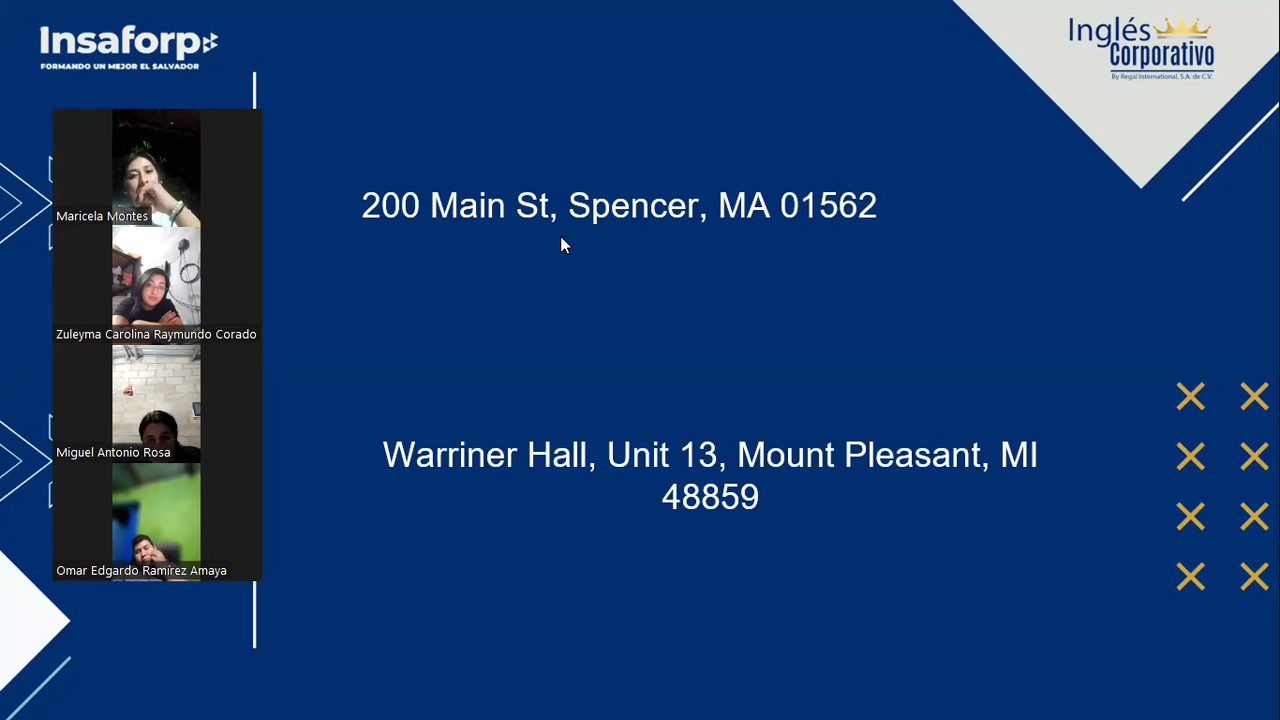 Insaforp
FORMANDO UN MEJOR EL SALVADOR
Inglés
Corporativo
By Regal International, S.A. de C.V.
200 Main St, Spencer, MA 01562
Maricela Montes
Zuleyma Carolina Raymundo Corado
Miguel Antonio Rosa
Omar Edgardo Ramírez Amaya
Warriner Hall, Unit 13, Mount Pleasant, MI
48859